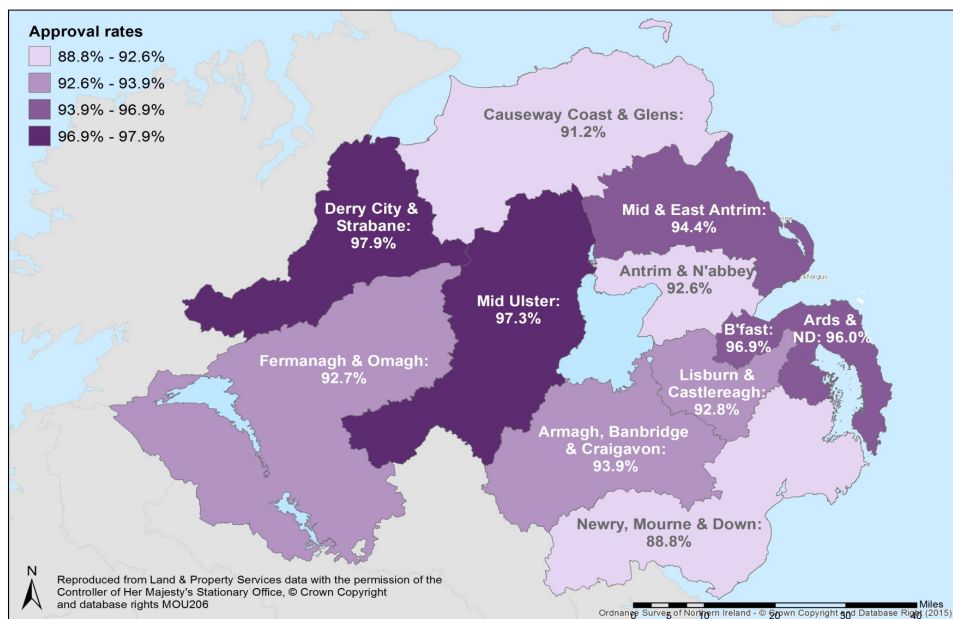 Approval rates
88.8% - 92.6%
92.6% - 93.9%
93.9% - 96.9%
96.9% - 97.9%
Causeway Coast & Glens:
91.2%
Derry City &
Strabane:
97.9%
Mid & East Antrim:
94.4%
Antrim & N'abbey
92.6%
Mid Ulster:
97.3%
B'fast:
96.9%
Ards &
ND: 96.0%
Fermanagh & Omagh:
92.7%
Lisburn &
Castlereagh:
92.8%
Armagh, Banbridge
& Craigavon:
93.9%
Newry, Mourne & Down:
88.8%
N
Reproduced from Land & Property Services data with the permission of the
Controller of Her Majesty's Stationary Office, © Crown Copyright
and database rights MOU206
Miles
Ordnance Survey of Northern Ireland - © Crown Copyright and Database Right (2015)
0 5 10 20 30 40